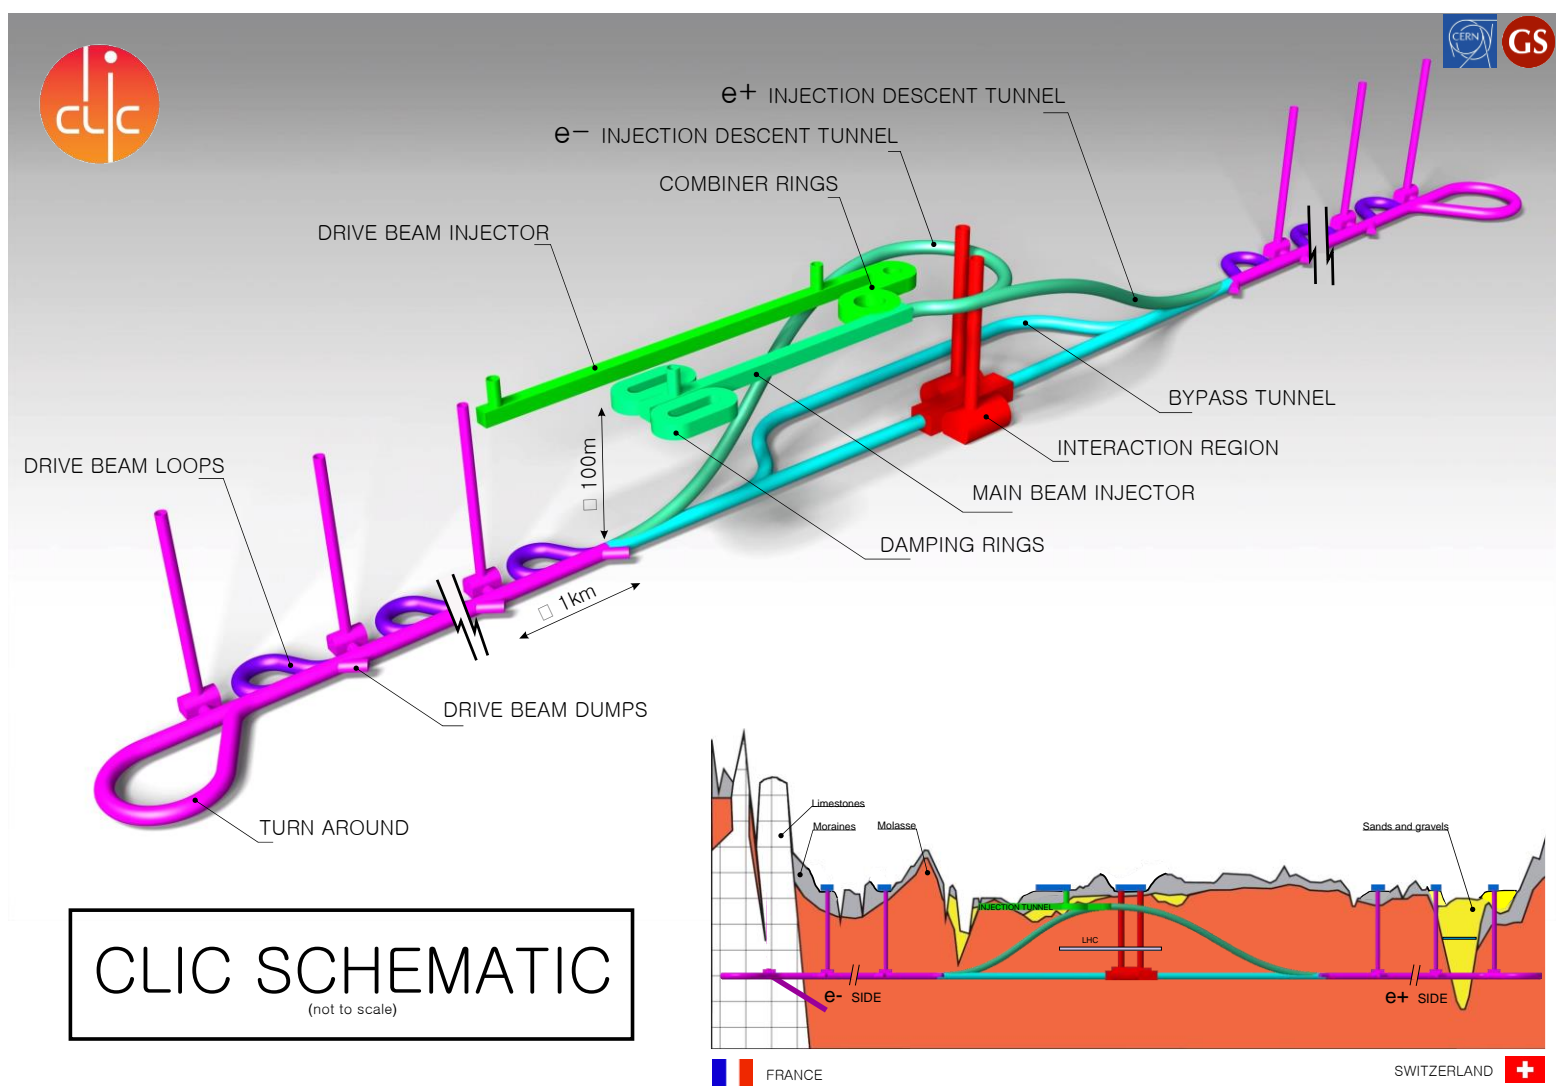 clic
CERN
GS
e+ INJECTION DESCENT TUNNEL
e- INJECTION DESCENT TUNNEL
COMBINER RINGS
DRIVE BEAM INJECTOR
BYPASS TUNNEL
INTERACTION REGION
MAIN BEAM INJECTOR
DAMPING RINGS
DRIVE BEAM LOOPS
□ 100m
□ 1km
DRIVE BEAM DUMPS
TURN AROUND
CLIC SCHEMATIC
(not to scale)
Limestones
Moraines
Molasse
Sands and gravels
INJECTION TUNNEL
LHC
e- SIDE
e+ SIDE
FRANCE
SWITZERLAND